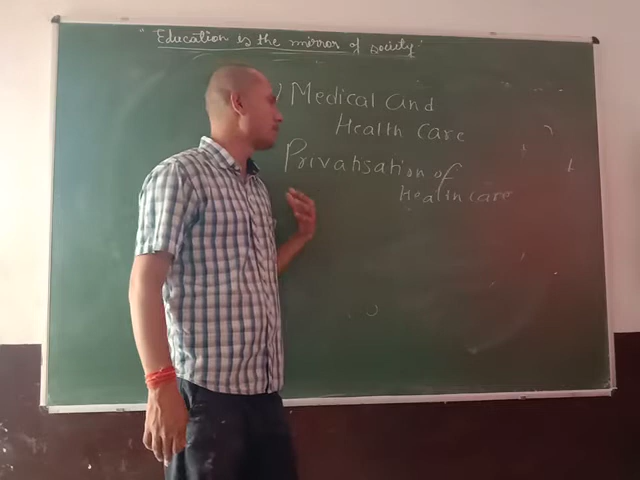 "Education is the mirror of society"
) Medical and
Health Care
Privatisation of
Health care